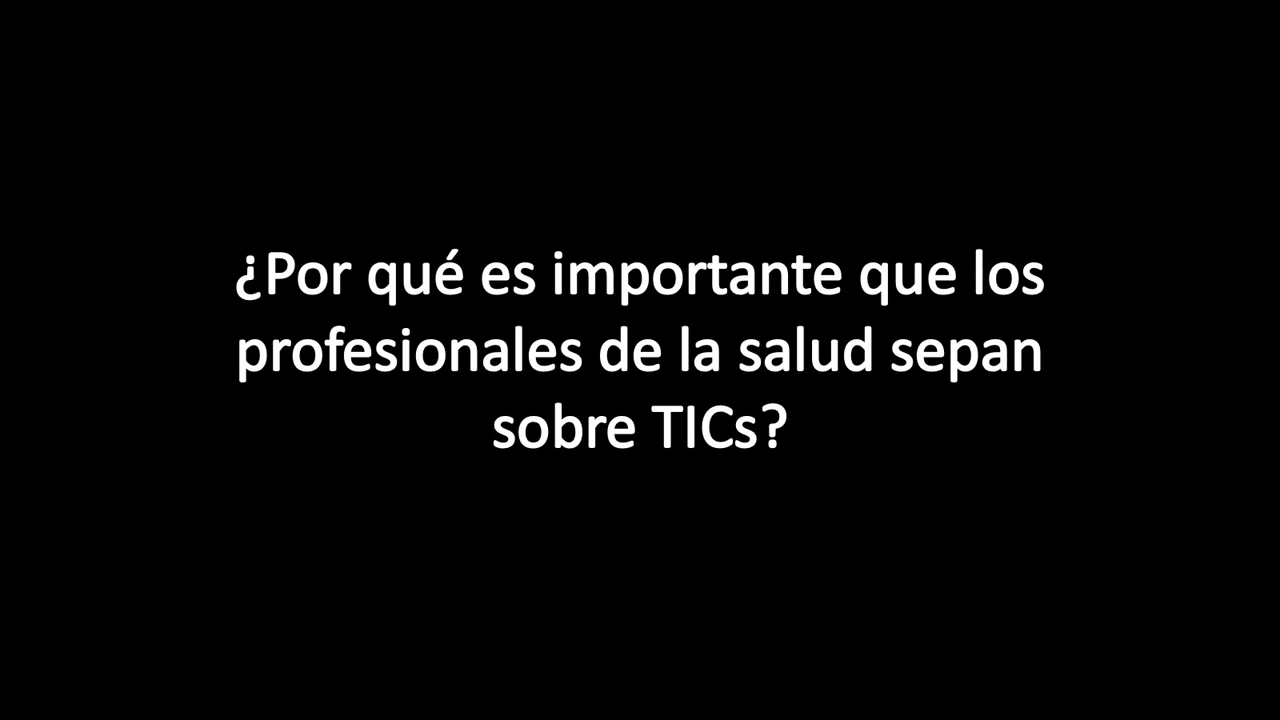 ¿Por qué es importante que los
profesionales de la salud sepan
sobre TICs?